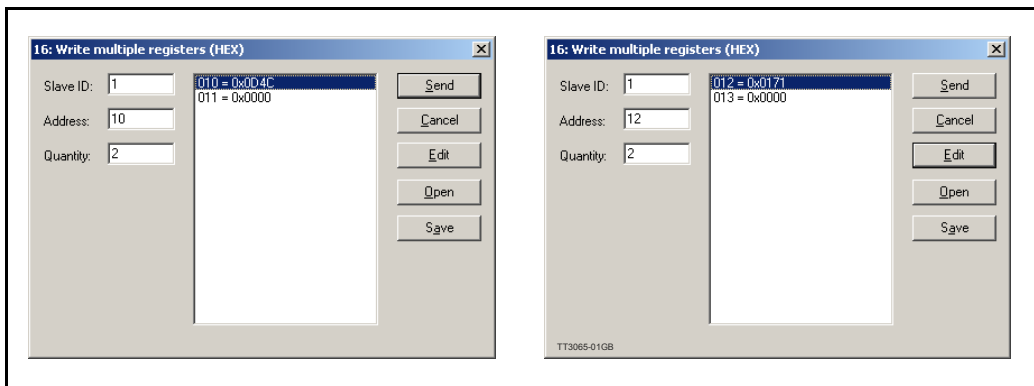 16: Write multiple registers (HEX)
Slave ID: 1
Address: 10
Quantity: 2
010 = 0x0D4C
011 = 0x0000
Send
Cancel
Edit
Open
Save
16: Write multiple registers (HEX)
Slave ID: 1
Address: 12
Quantity: 2
012 = 0x0171
013 = 0x0000
Send
Cancel
Edit
Open
Save
TT3065-01GB